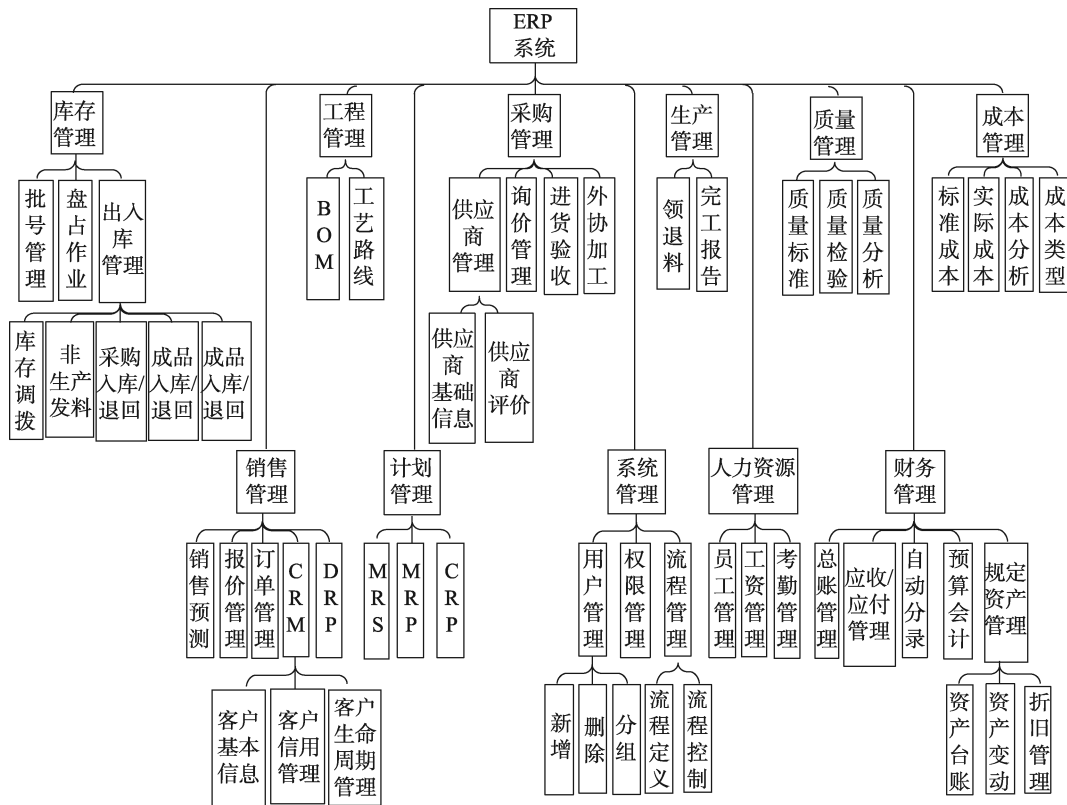 ERP
系统
库存
管理
工程
管理
采购
管理
生产
管理
质量
管理
成本
管理
批号管理
盘占作业
出入
库
管理
BOM
工艺路线
供应
商
管理
询价管理
进货验收
外协加工
领退料
完工报告
质量标准
质量检验
质量分析
标准成本
实际成本
成本分析
成本类型
库存调拨
非
生产
发料
采购
入库/
退回
成品
入库/
退回
成品
入库/
退回
供应
商
基础
信息
供应
商
评价
销售
管理
计划
管理
系统
管理
人力资源
管理
财务
管理
销售预测
报价管理
订单管理
CRM
DRP
MRS
MRP
CRP
用户管理
权限管理
流程管理
员工管理
工资管理
考勤管理
总账管理
应收/
应付
管理
自动分录
预算会计
规定
资产
管理
客户
基本
信息
客户
信用
管理
客户
生命
周期
管理
新增
删除
分组
流程定义
流程控制
资产台账
资产变动
折旧管理